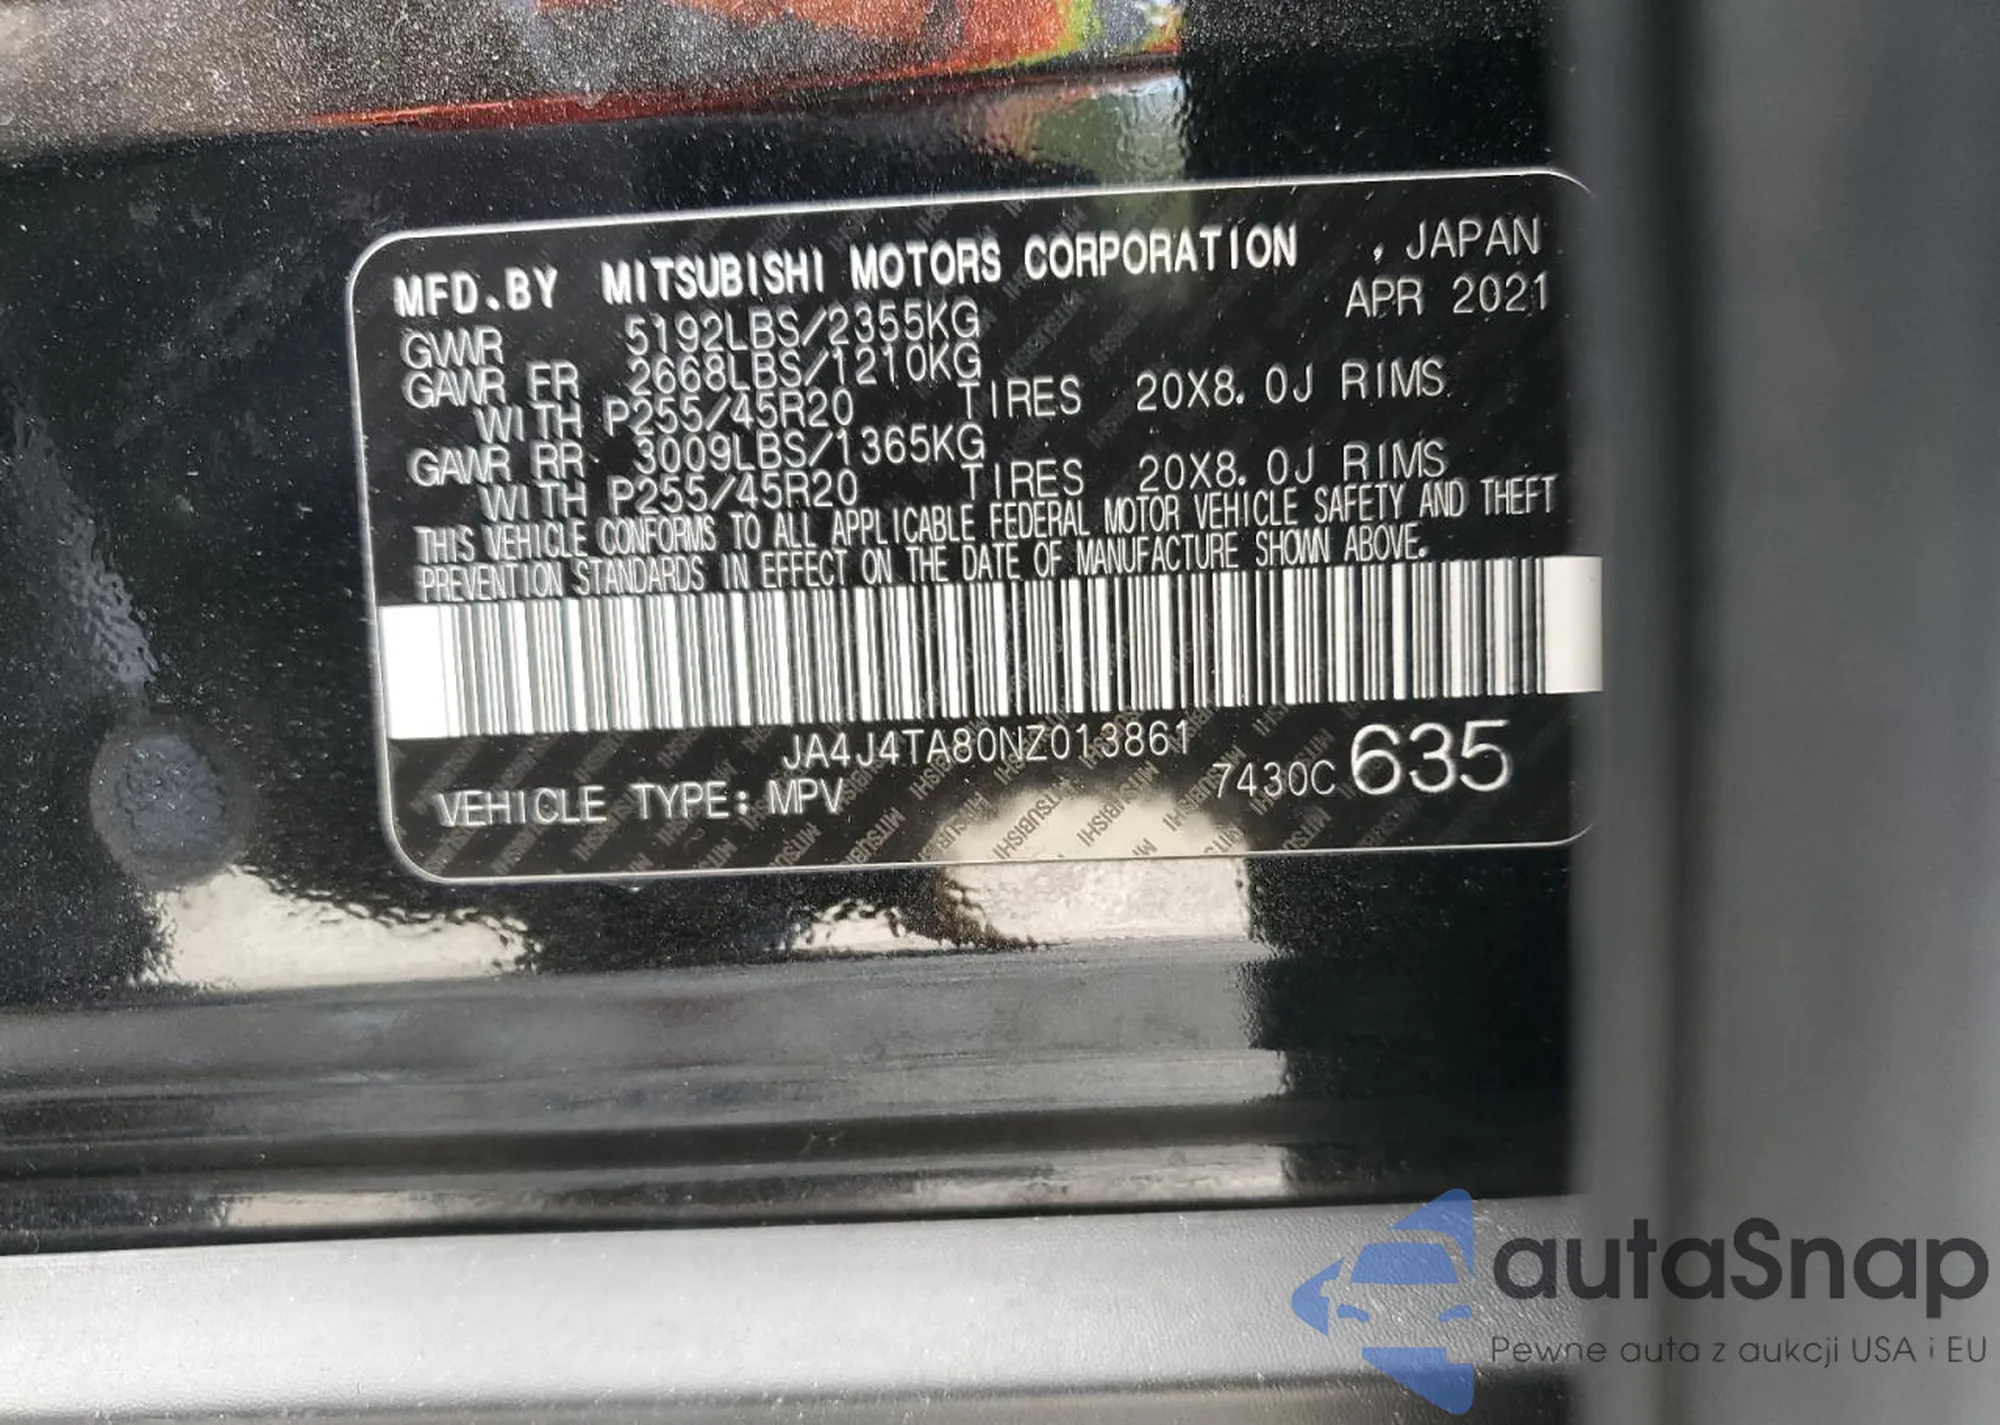 MFD.BY MITSUBISHI MOTORS CORPORATION , JAPAN
APR 2021
GVWR 5192LBS/2355KG
GAWR FR 2668LBS/1210KG
WITH P255/45R20 TIRES 20X8.0J RIMS
GAWR RR 3009LBS/1365KG
WITH P255/45R20 TIRES 20X8.0J RIMS
THIS VEHICLE CONFORMS TO ALL APPLICABLE FEDERAL MOTOR VEHICLE SAFETY AND THEFT
PREVENTION STANDARDS IN EFFECT ON THE DATE OF MANUFACTURE SHOWN ABOVE.
JA4J4TA80NZ013861
VEHICLE TYPE: MPV 7430C 635
autaSnap
Pewne auta z aukcji USA i EU